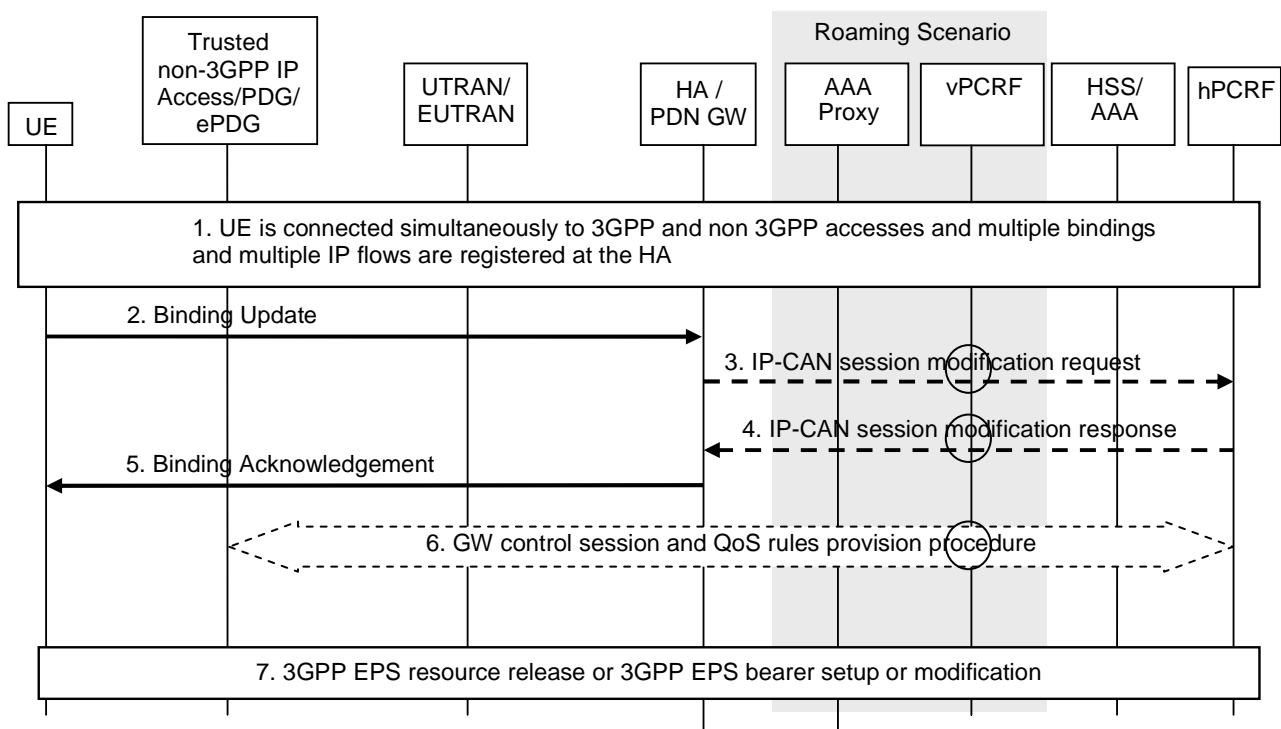 Roaming Scenario
UE
Trusted
non-3GPP IP
Access/PDG/
ePDG
UTRAN/
EUTRAN
HA /
PDN GW
AAA
Proxy
vPCRF
HSS/
AAA
hPCRF
1. UE is connected simultaneously to 3GPP and non 3GPP accesses and multiple bindings
and multiple IP flows are registered at the HA
2. Binding Update
3. IP-CAN session modification request
4. IP-CAN session modification response
5. Binding Acknowledgement
6. GW control session and QoS rules provision procedure
7. 3GPP EPS resource release or 3GPP EPS bearer setup or modification